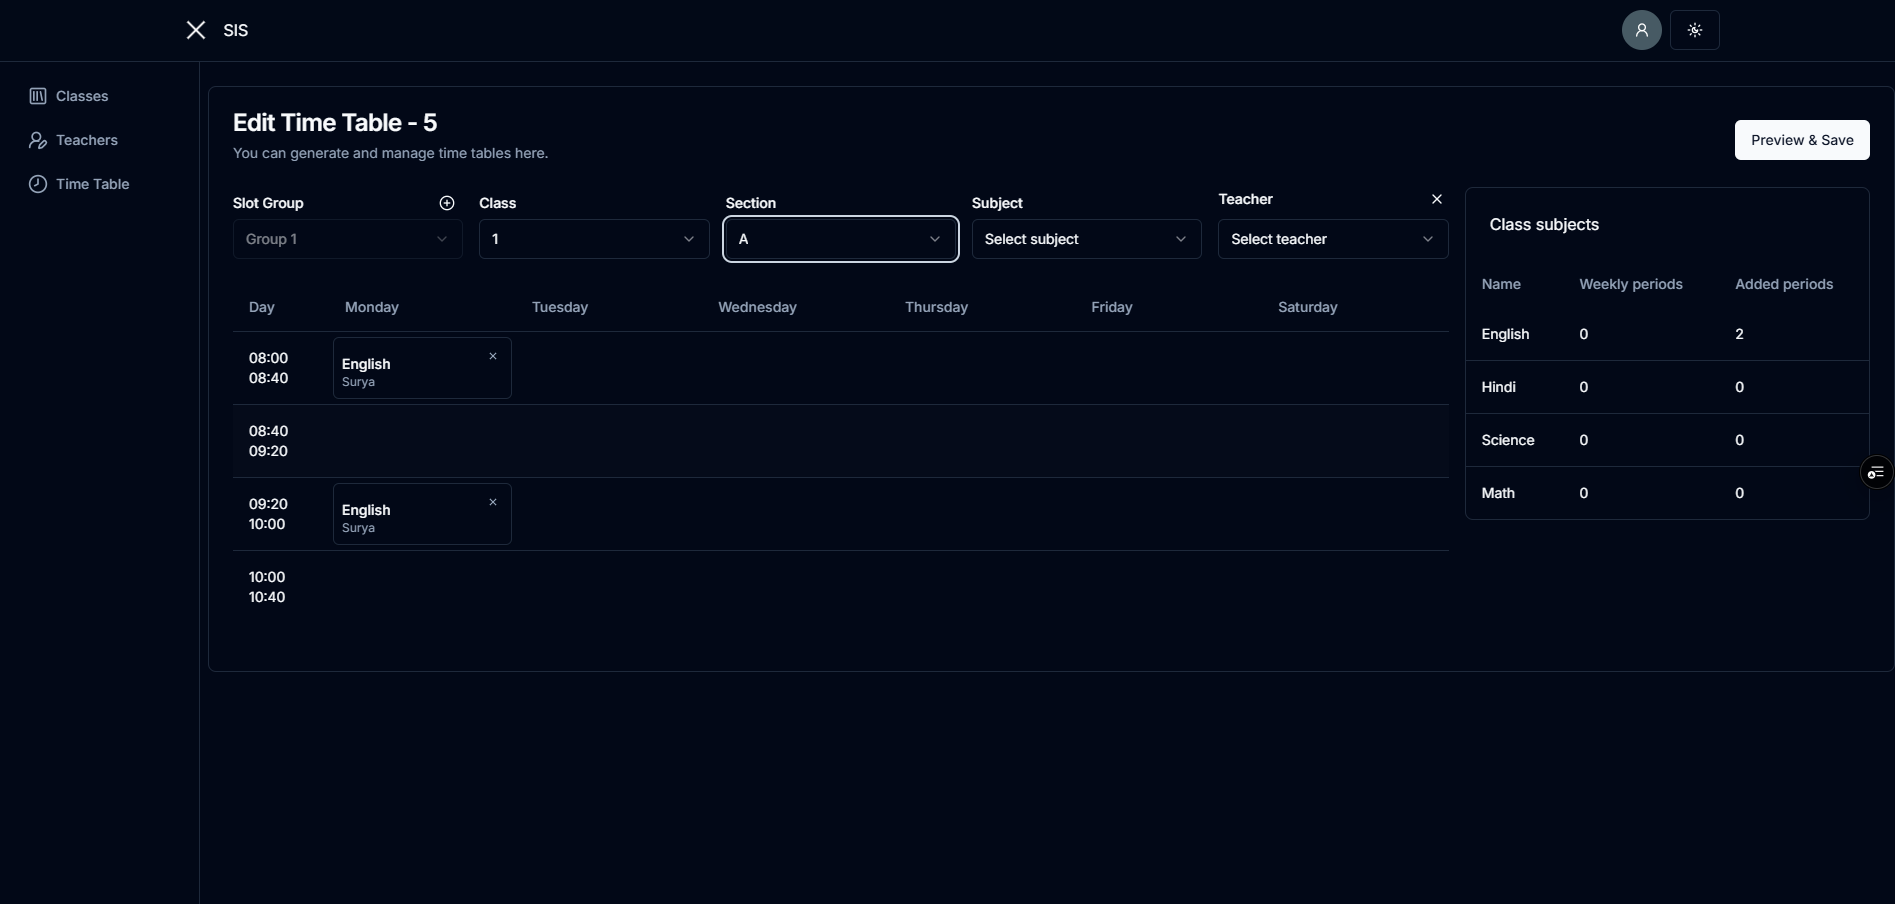 SIS
Classes
Teachers
Time Table
Edit Time Table - 5
You can generate and manage time tables here.
Preview & Save
Slot Group
Class
Section
Subject
Teacher
Group 1
1
A
Select subject
Select teacher
Day Monday Tuesday Wednesday Thursday Friday Saturday
08:00
08:40
English
Surya
08:40
09:20
09:20
10:00
English
Surya
10:00
10:40
Class subjects
Name Weekly periods Added periods
English 0 2
Hindi 0 0
Science 0 0
Math 0 0